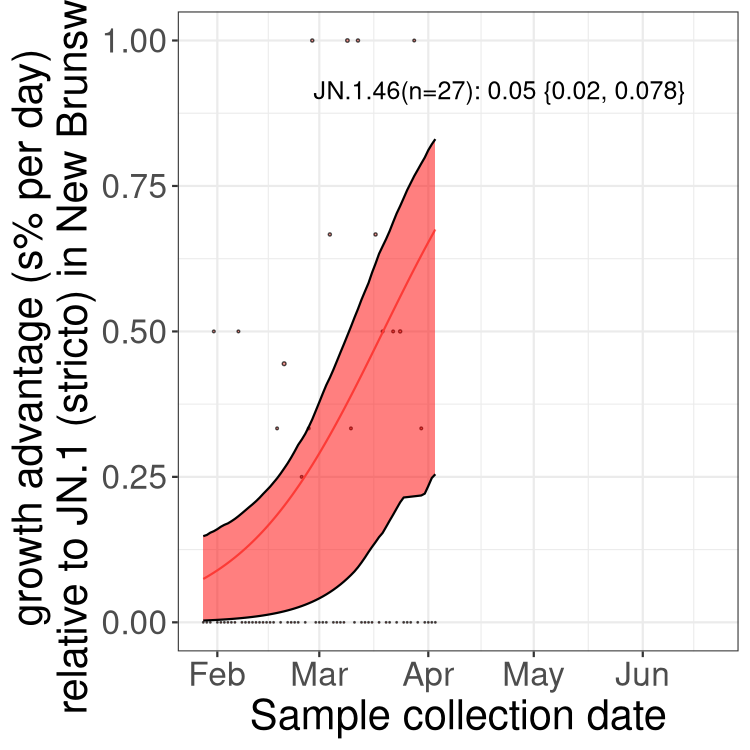 growth advantage (s% per day)
relative to JN.1 (stricto) in New Brunsw
1.00
0.75
0.50
0.25
0.00
JN.1.46(n=27): 0.05 {0.02, 0.078}
Feb Mar Apr May Jun
Sample collection date